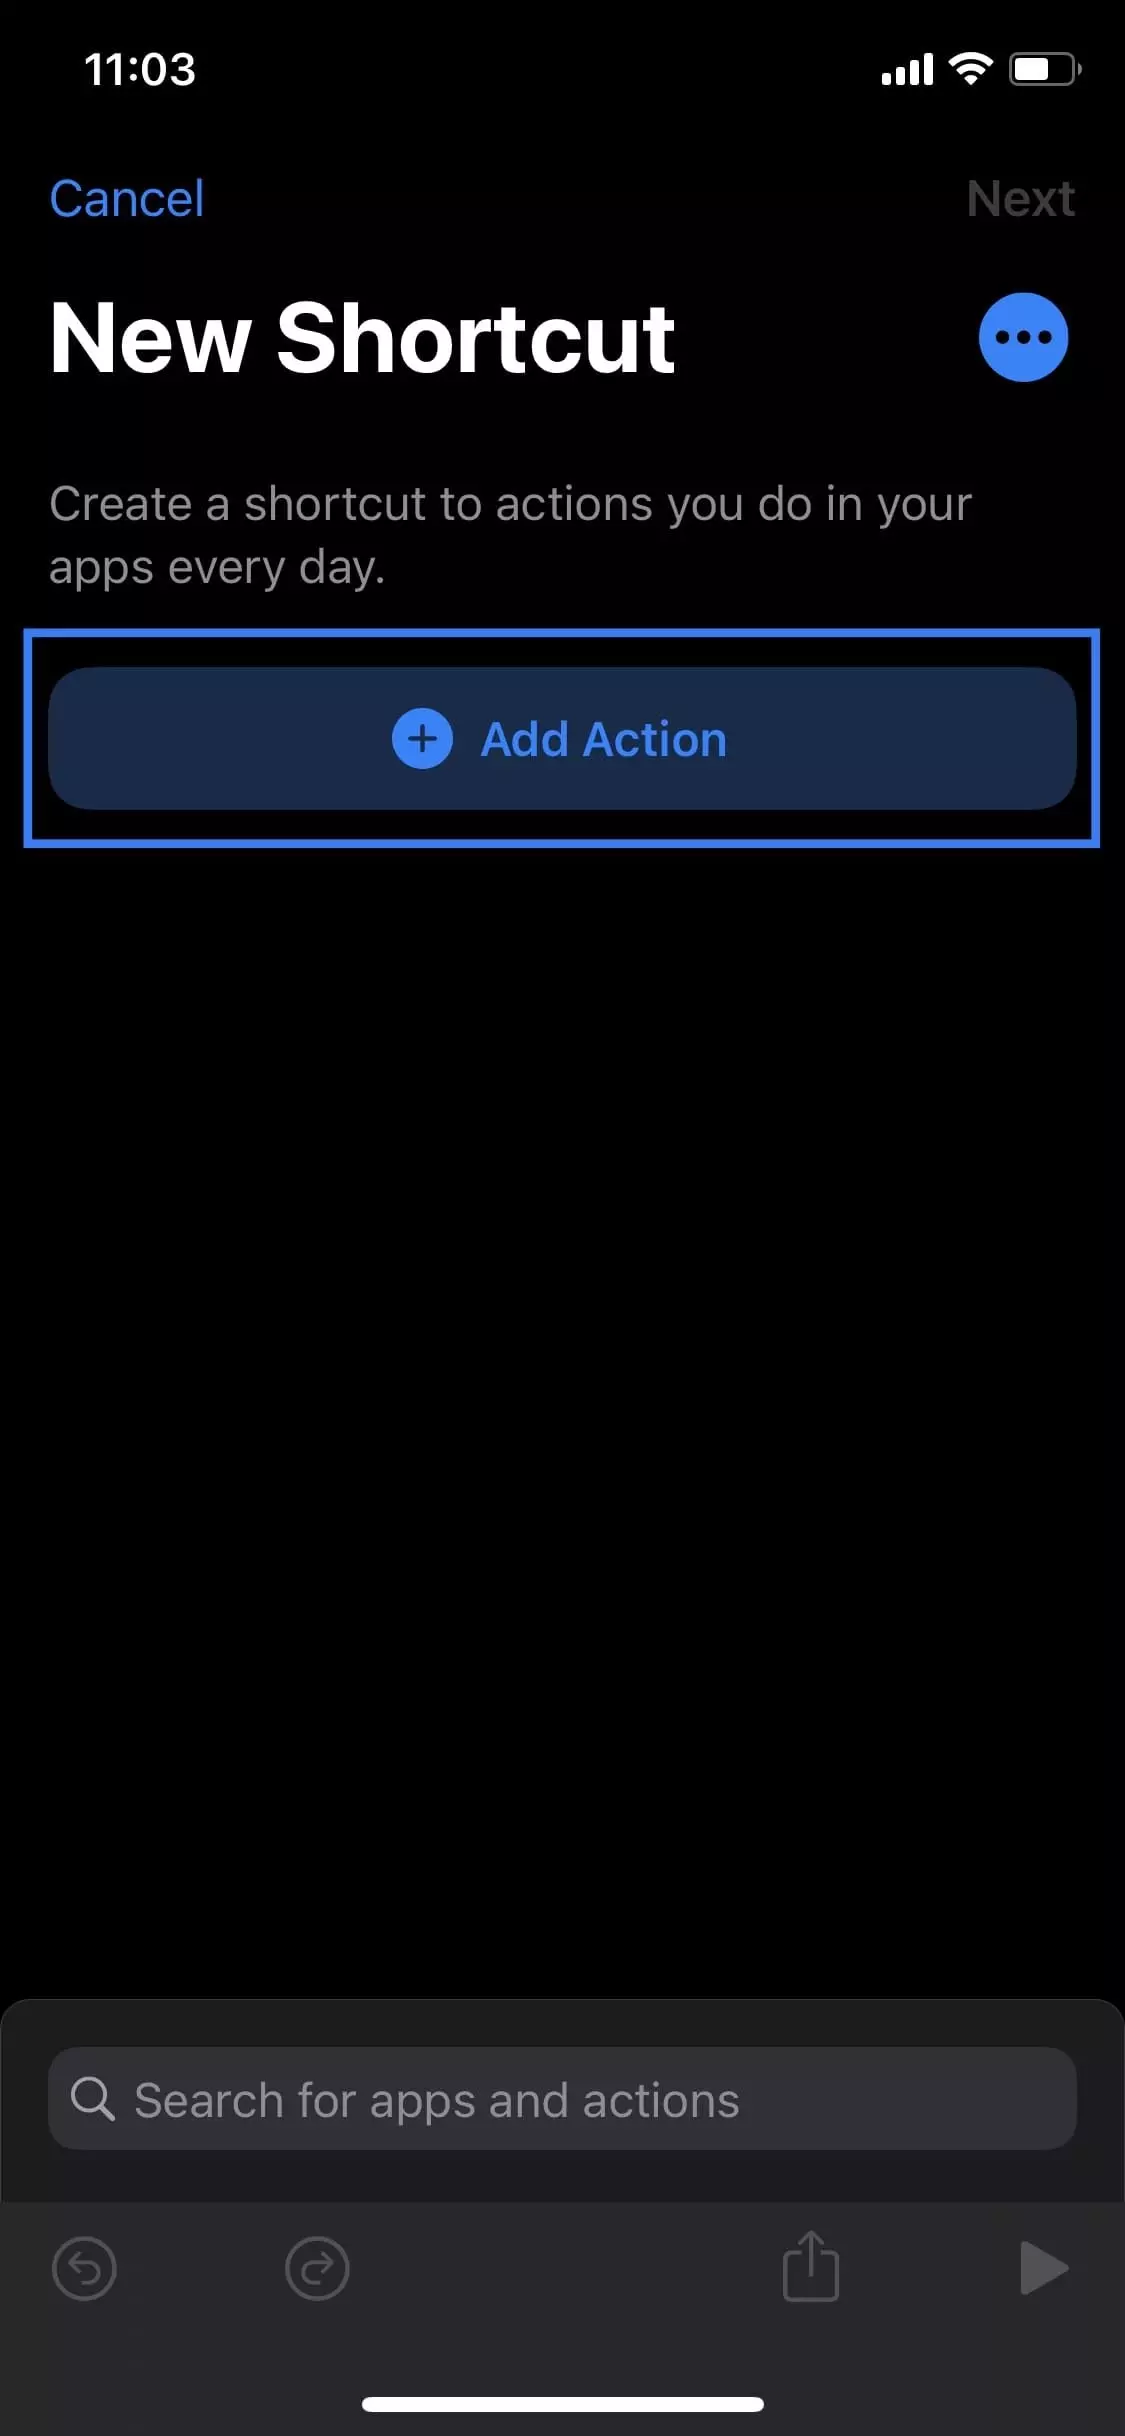 11:03
Cancel
Next
New Shortcut
Create a shortcut to actions you do in your
apps every day.
Add Action
Search for apps and actions